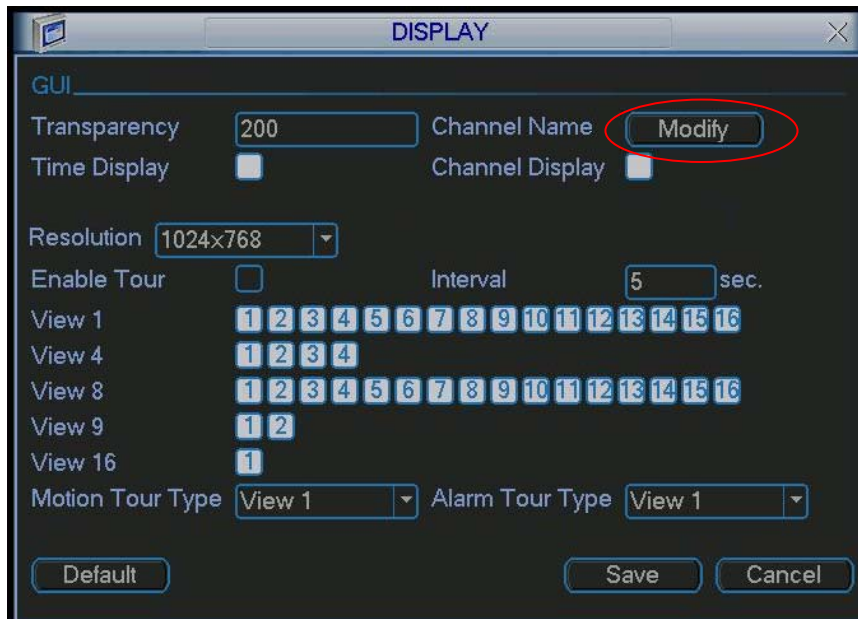 DISPLAY
GUI
Transparency 200 Channel Name Modify
Time Display Channel Display
Resolution 1024×768
Enable Tour Interval 5 sec.
View 1 1 2 3 4 5 6 7 8 9 10 11 12 13 14 15 16
View 4 1 2 3 4
View 8 1 2 3 4 5 6 7 8 9 10 11 12 13 14 15 16
View 9 1 2
View 16 1
Motion Tour Type View 1 Alarm Tour Type View 1
Default Save Cancel